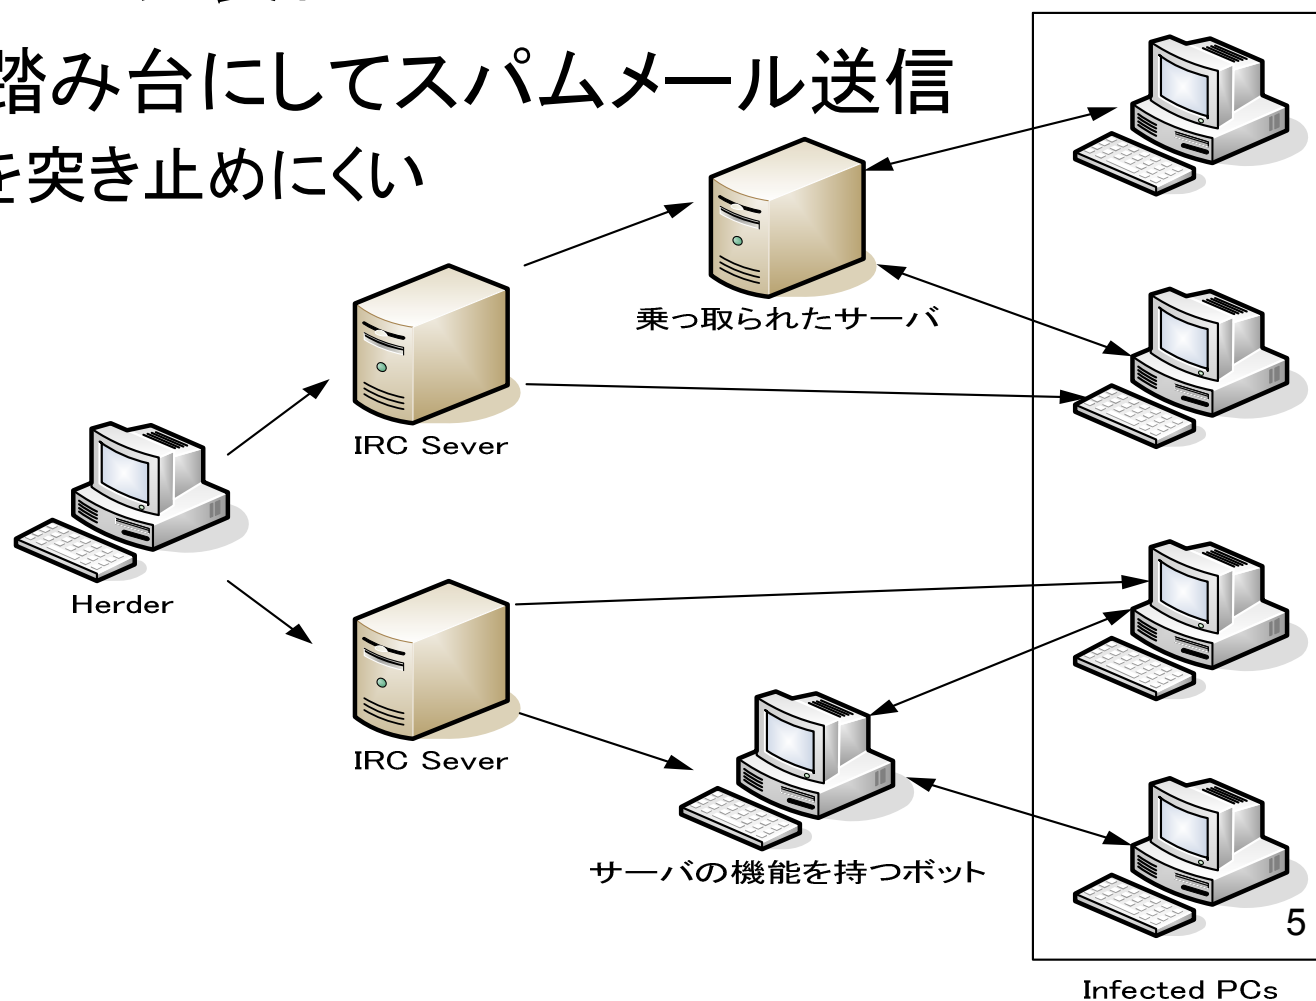 踏み台にしてスパムメール送信
を突き止めにくい
乗っ取られたサーバ
IRC Sever
Herder
IRC Sever
サーバの機能を持つボット
5
Infected PCs